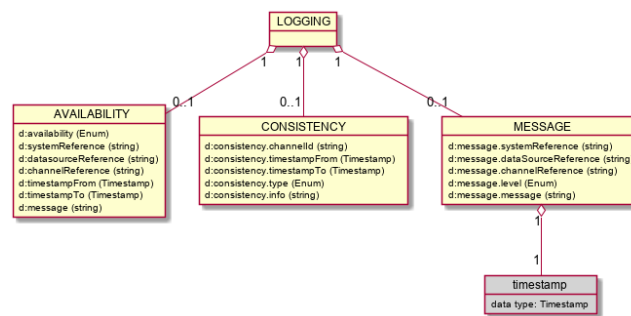 LOGGING
1
1
1
0..1
0..1
0..1
AVAILABILITY
d:availability (Enum)
d:systemReference (string)
d:datasourceReference (string)
d:channelReference (string)
d:timestampFrom (Timestamp)
d:timestampTo (Timestamp)
d:message (string)
CONSISTENCY
d:consistency.channelId (string)
d:consistency.timestampFrom (Timestamp)
d:consistency.timestampTo (Timestamp)
d:consistency.type (Enum)
d:consistency.info (string)
MESSAGE
d:message.systemReference (string)
d:message.dataSourceReference (string)
d:message.channelReference (string)
d:message.level (Enum)
d:message.message (string)
1
1
timestamp
data type: Timestamp